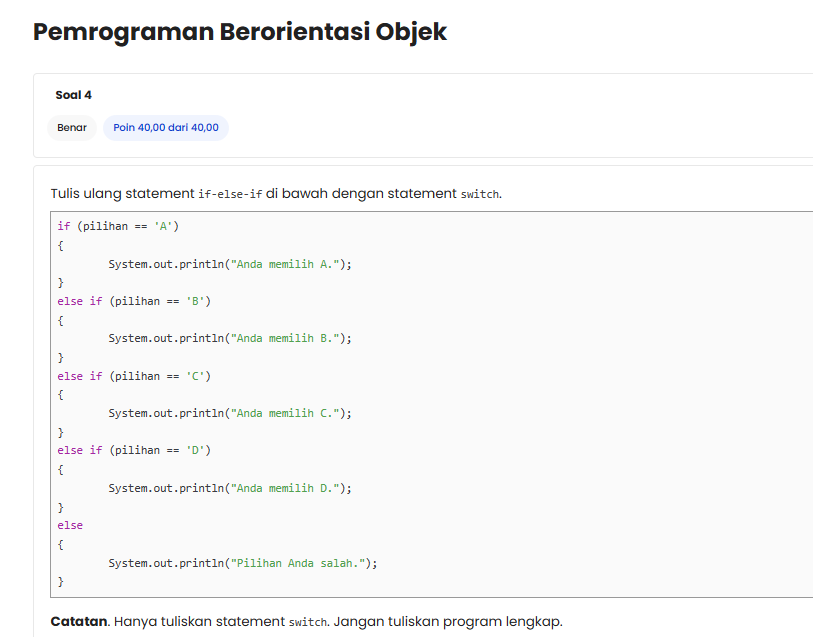 Pemrograman Berorientasi Objek
Soal 4
Benar
Poin 40,00 dari 40,00
Tulis ulang statement if-else-if di bawah dengan statement switch.
if (pilihan == 'A')
{
        System.out.println("Anda memilih A.");
}
else if (pilihan == 'B')
{
        System.out.println("Anda memilih B.");
}
else if (pilihan == 'C')
{
        System.out.println("Anda memilih C.");
}
else if (pilihan == 'D')
{
        System.out.println("Anda memilih D.");
}
else
{
        System.out.println("Pilihan Anda salah.");
}
Catatan. Hanya tuliskan statement switch. Jangan tuliskan program lengkap.